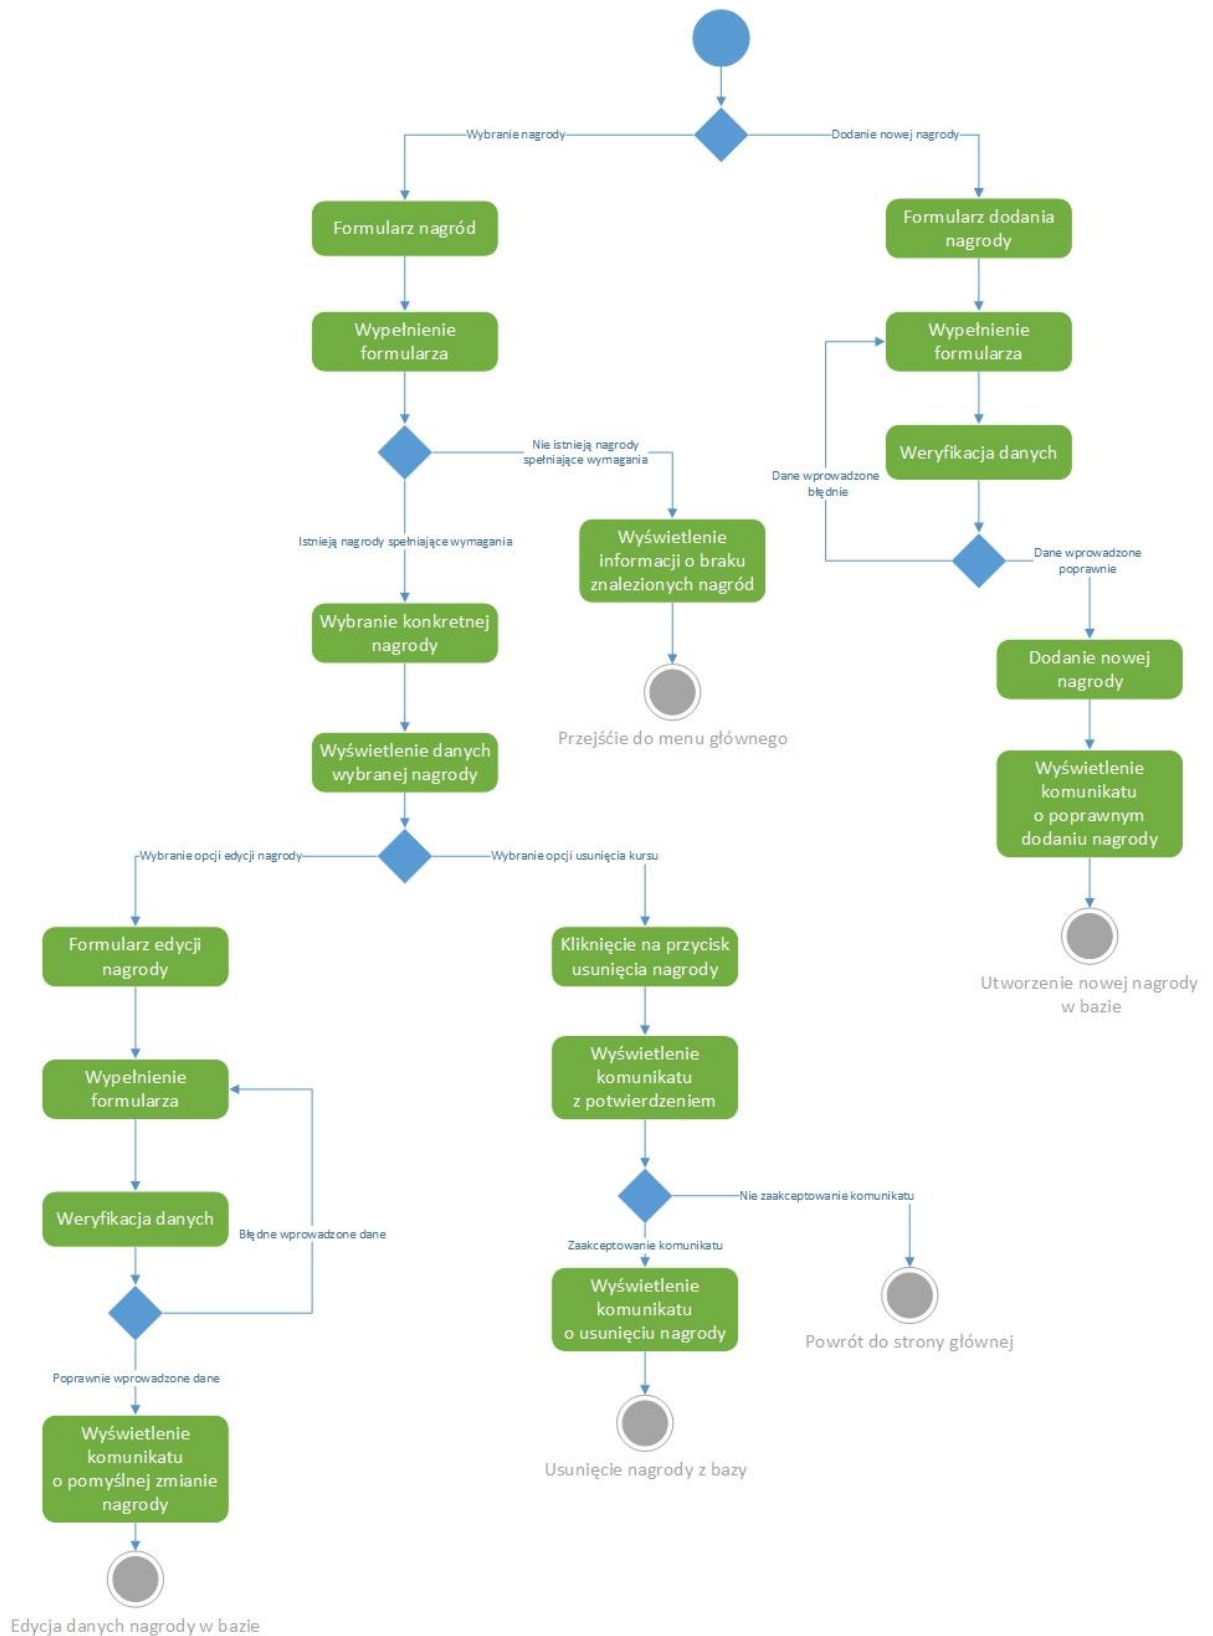 Wybranie nagrody
Dodanie nowej nagrody
Formularz nagród
Formularz dodania
nagrody
Wypełnienie
formularza
Wypełnienie
formularza
Nie istnieją nagrody
spełniające wymagania
Weryfikacja danych
Dane wprowadzone
błędnie
Istnieją nagrody spełniające wymagania
Wyświetlenie
informacji o braku
znalezionych nagród
Dane wprowadzone
poprawnie
Wybranie konkretnej
nagrody
Dodanie nowej
nagrody
Przejśćie do menu głównego
Wyświetlenie danych
wybranej nagrody
Wyświetlenie
komunikatu
o poprawnym
dodaniu nagrody
Wybranie opcji edycji nagrody
Wybranie opcji usunięcia kursu
Formularz edycji
nagrody
Kliknięcie na przycisk
usunięcia nagrody
Utworzenie nowej nagrody
w bazie
Wypełnienie
formularza
Wyświetlenie
komunikatu
z potwierdzeniem
Weryfikacja danych
Błędne wprowadzone dane
Nie zaakceptowanie komunikatu
Zaakceptowanie komunikatu
Wyświetlenie
komunikatu
o usunięciu nagrody
Powrót do strony głównej
Poprawnie wprowadzone dane
Wyświetlenie
komunikatu
o pomyślnej zmianie
nagrody
Usunięcie nagrody z bazy
Edycja danych nagrody w bazie